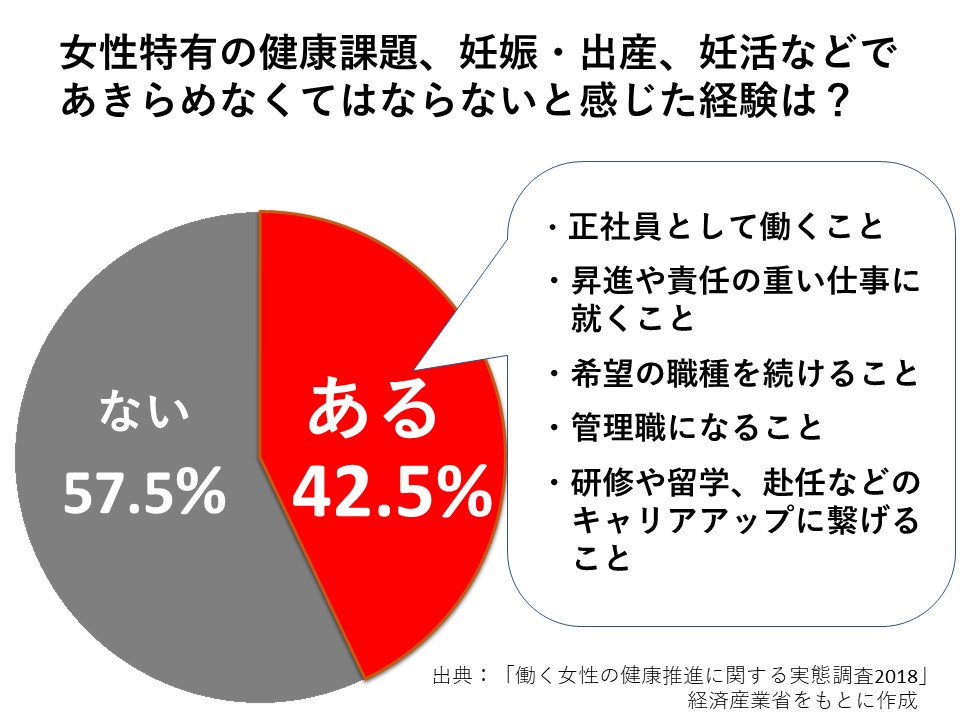 女性特有の健康課題、妊娠・出産、妊活などで
あきらめなくてはならないと感じた経験は？
・正社員として働くこと
・昇進や責任の重い仕事に
就くこと
・希望の職種を続けること
・管理職になること
・研修や留学、赴任などの
キャリアアップに繋げる
こと
ない
57.5%
ある
42.5%
出典：「働く女性の健康推進に関する実態調査2018」
経済産業省をもとに作成